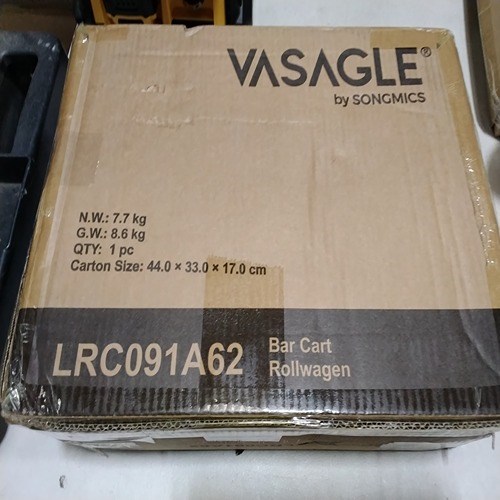 VASAGLE®
by SONGMICS
N.W.: 7.7 kg
G.W.: 8.6 kg
QTY: 1 pc
Carton Size: 44.0 × 33.0 × 17.0 cm
LRC091A62
Bar Cart
Rollwagen